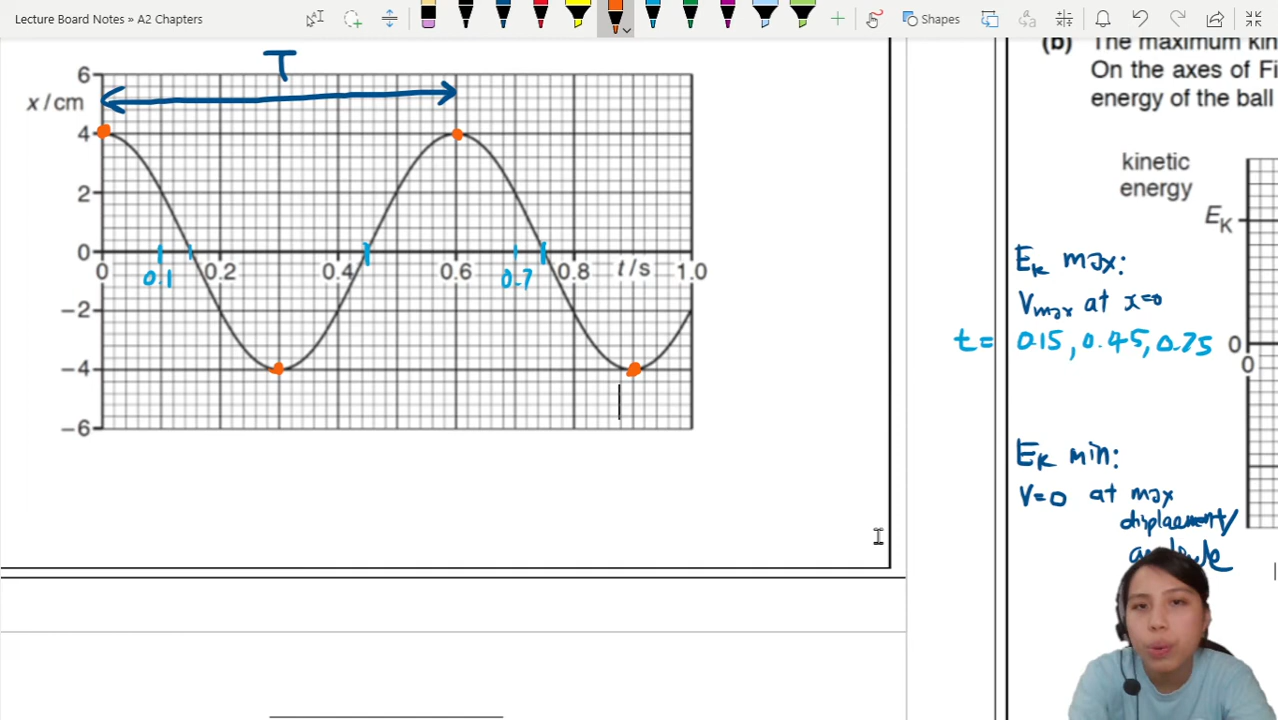 Lecture Board Notes » A2 Chapters
Shapes
T
6
x / cm
4
2
0
0 0.2 0.4 0.6 0.8 t / s 1.0
0.1 0.7
−2
−4
−6
(b) The maximum kin
On the axes of Fi
energy of the ball
kinetic
energy
EK
0
0
EK max:
Vmax at x=0
t= 0.15, 0.45, 0.75
EK min:
V=0 at max
displacement/